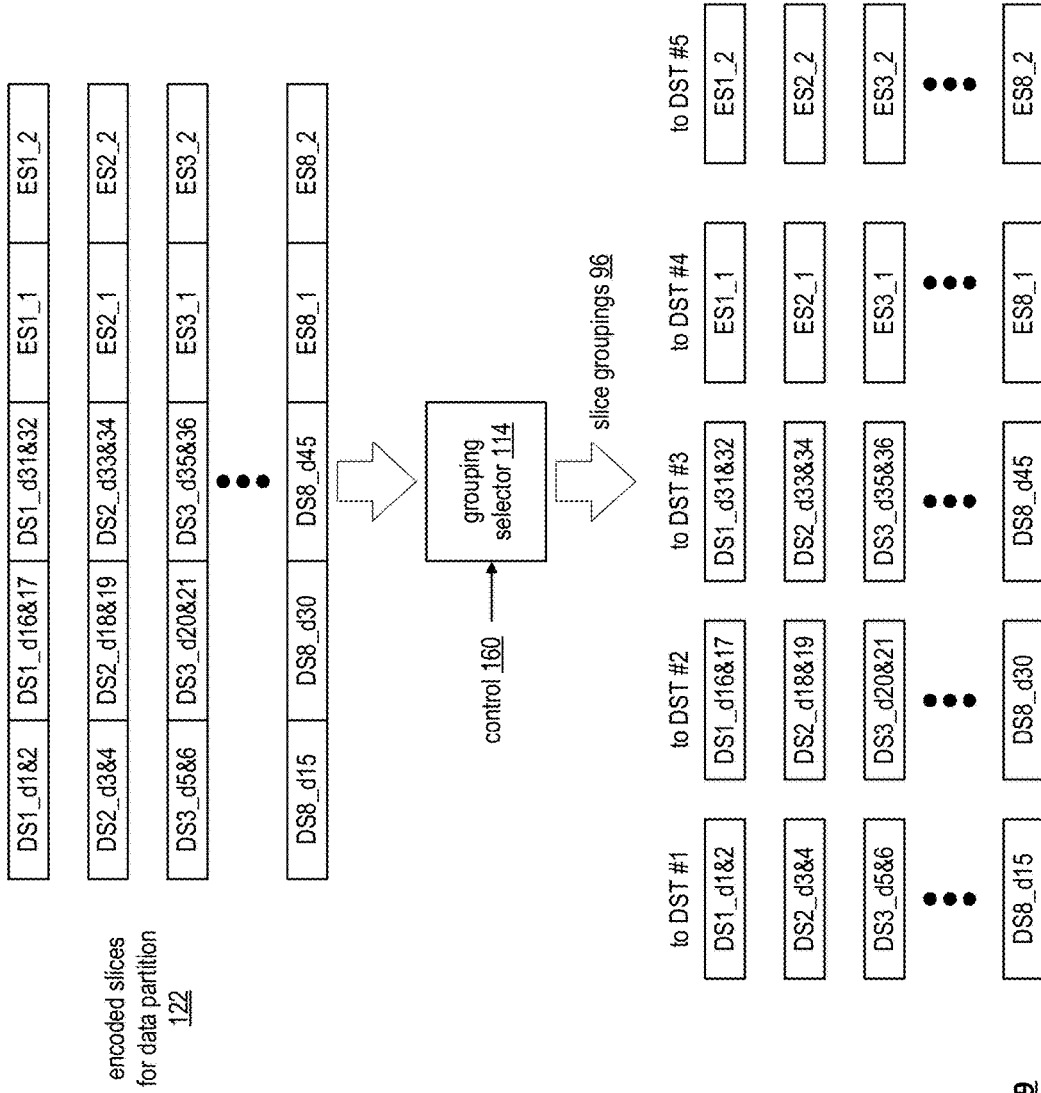 encoded slices
for data partition
122
DS1_d1&2 DS1_d16&17 DS1_d31&32 ES1_1 ES1_2
DS2_d3&4 DS2_d18&19 DS2_d33&34 ES2_1 ES2_2
DS3_d5&6 DS3_d20&21 DS3_d35&36 ES3_1 ES3_2
DS8_d15 DS8_d30 DS8_d45 ES8_1 ES8_2
control 160
grouping
selector 114
slice groupings 96
to DST #1 to DST #2 to DST #3 to DST #4 to DST #5
DS1_d1&2 DS1_d16&17 DS1_d31&32 ES1_1 ES1_2
DS2_d3&4 DS2_d18&19 DS2_d33&34 ES2_1 ES2_2
DS3_d5&6 DS3_d20&21 DS3_d35&36 ES3_1 ES3_2
DS8_d15 DS8_d30 DS8_d45 ES8_1 ES8_2